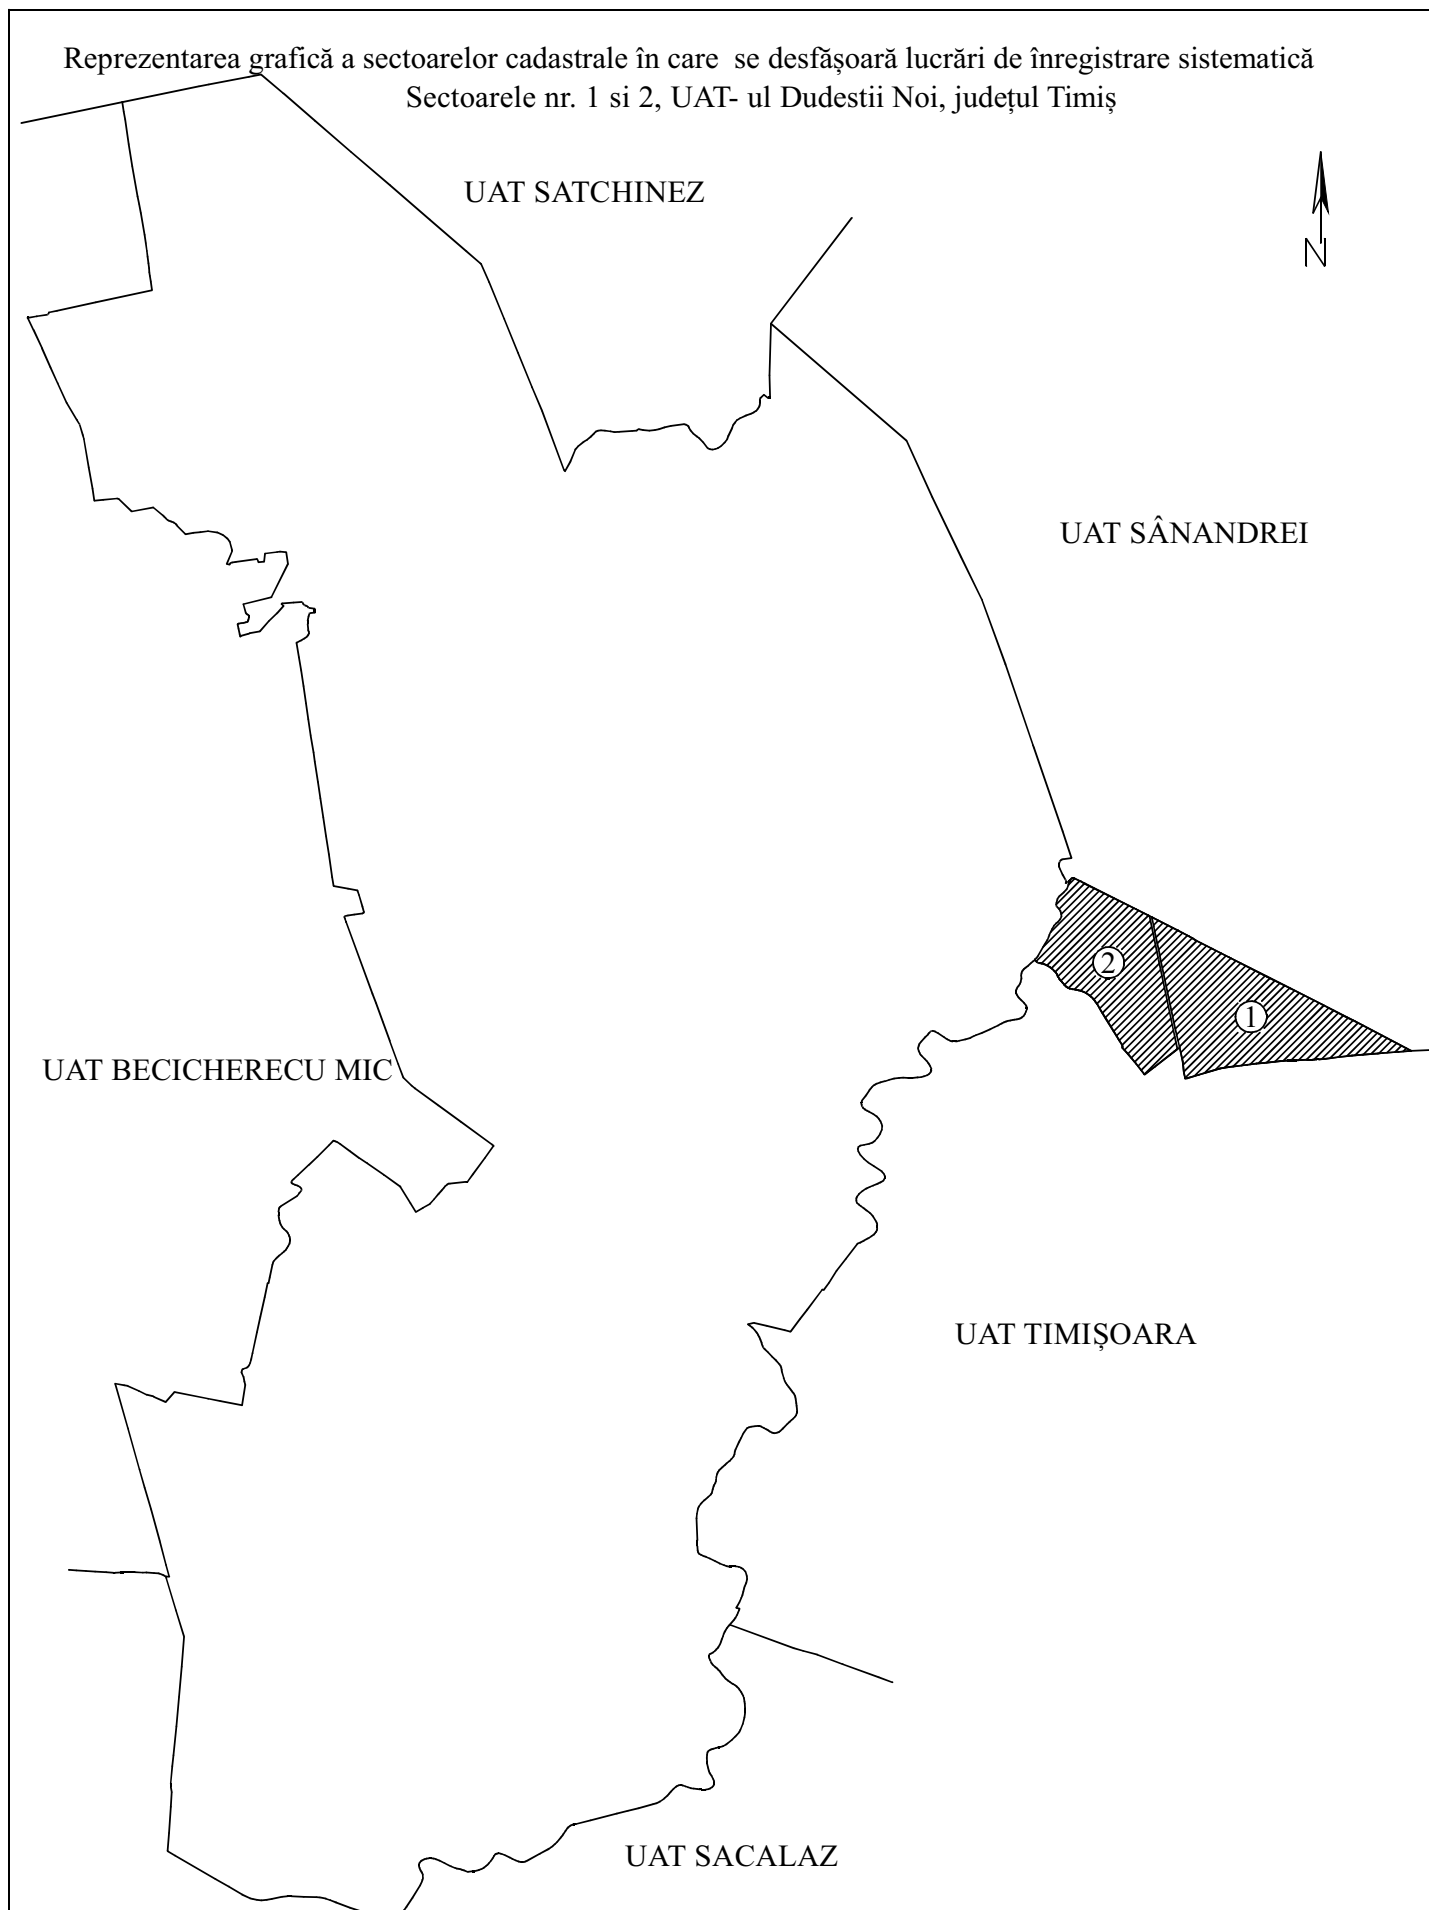 Reprezentarea grafică a sectoarelor cadastrale în care  se desfășoară lucrări de înregistrare sistematică
Sectoarele nr. 1 si 2, UAT- ul Dudestii Noi, județul Timiș
UAT SATCHINEZ
N
UAT SÂNANDREI
2
1
UAT BECICHERECU MIC
UAT TIMIȘOARA
UAT SACALAZ